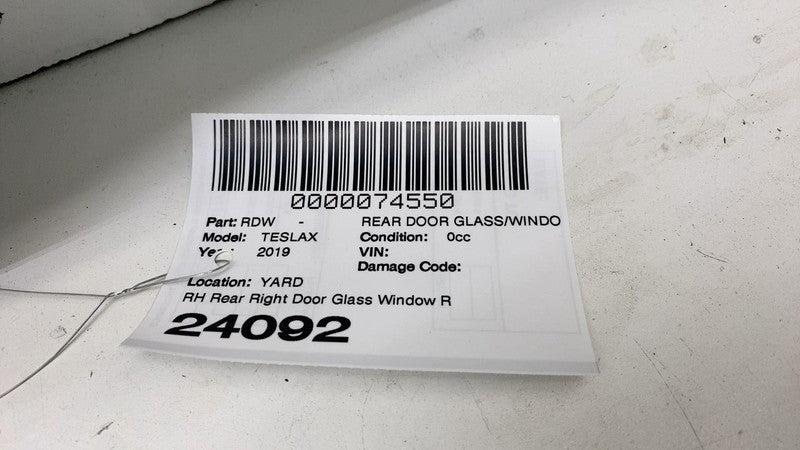 0000074550
Part: RDW - REAR DOOR GLASS/WINDO
Model: TESLAX Condition: 0cc
2019 VIN:
Damage Code:
Location: YARD
RH Rear Right Door Glass Window R
24092